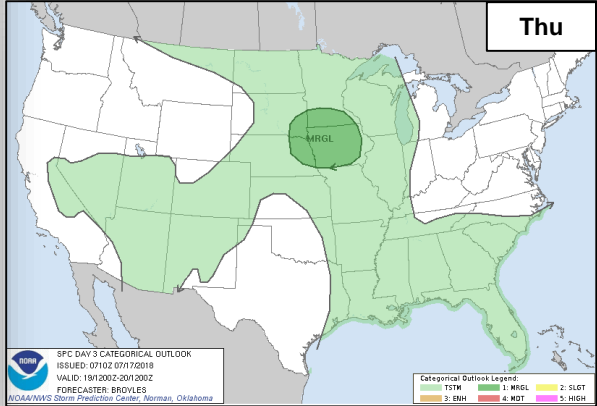 Thu
MRGL
SPC DAY 3 CATEGORICAL OUTLOOK
ISSUED: 0710Z 07/17/2018
VALID: 19/1200Z-20/1200Z
FORECASTER: BROYLES
NOAA/NWS Storm Prediction Center, Norman, Oklahoma
NOAA
Categorical Outlook Legend:
TSTM 1: MRGL 2: SLGT
3: ENH 4: MDT 5: HIGH